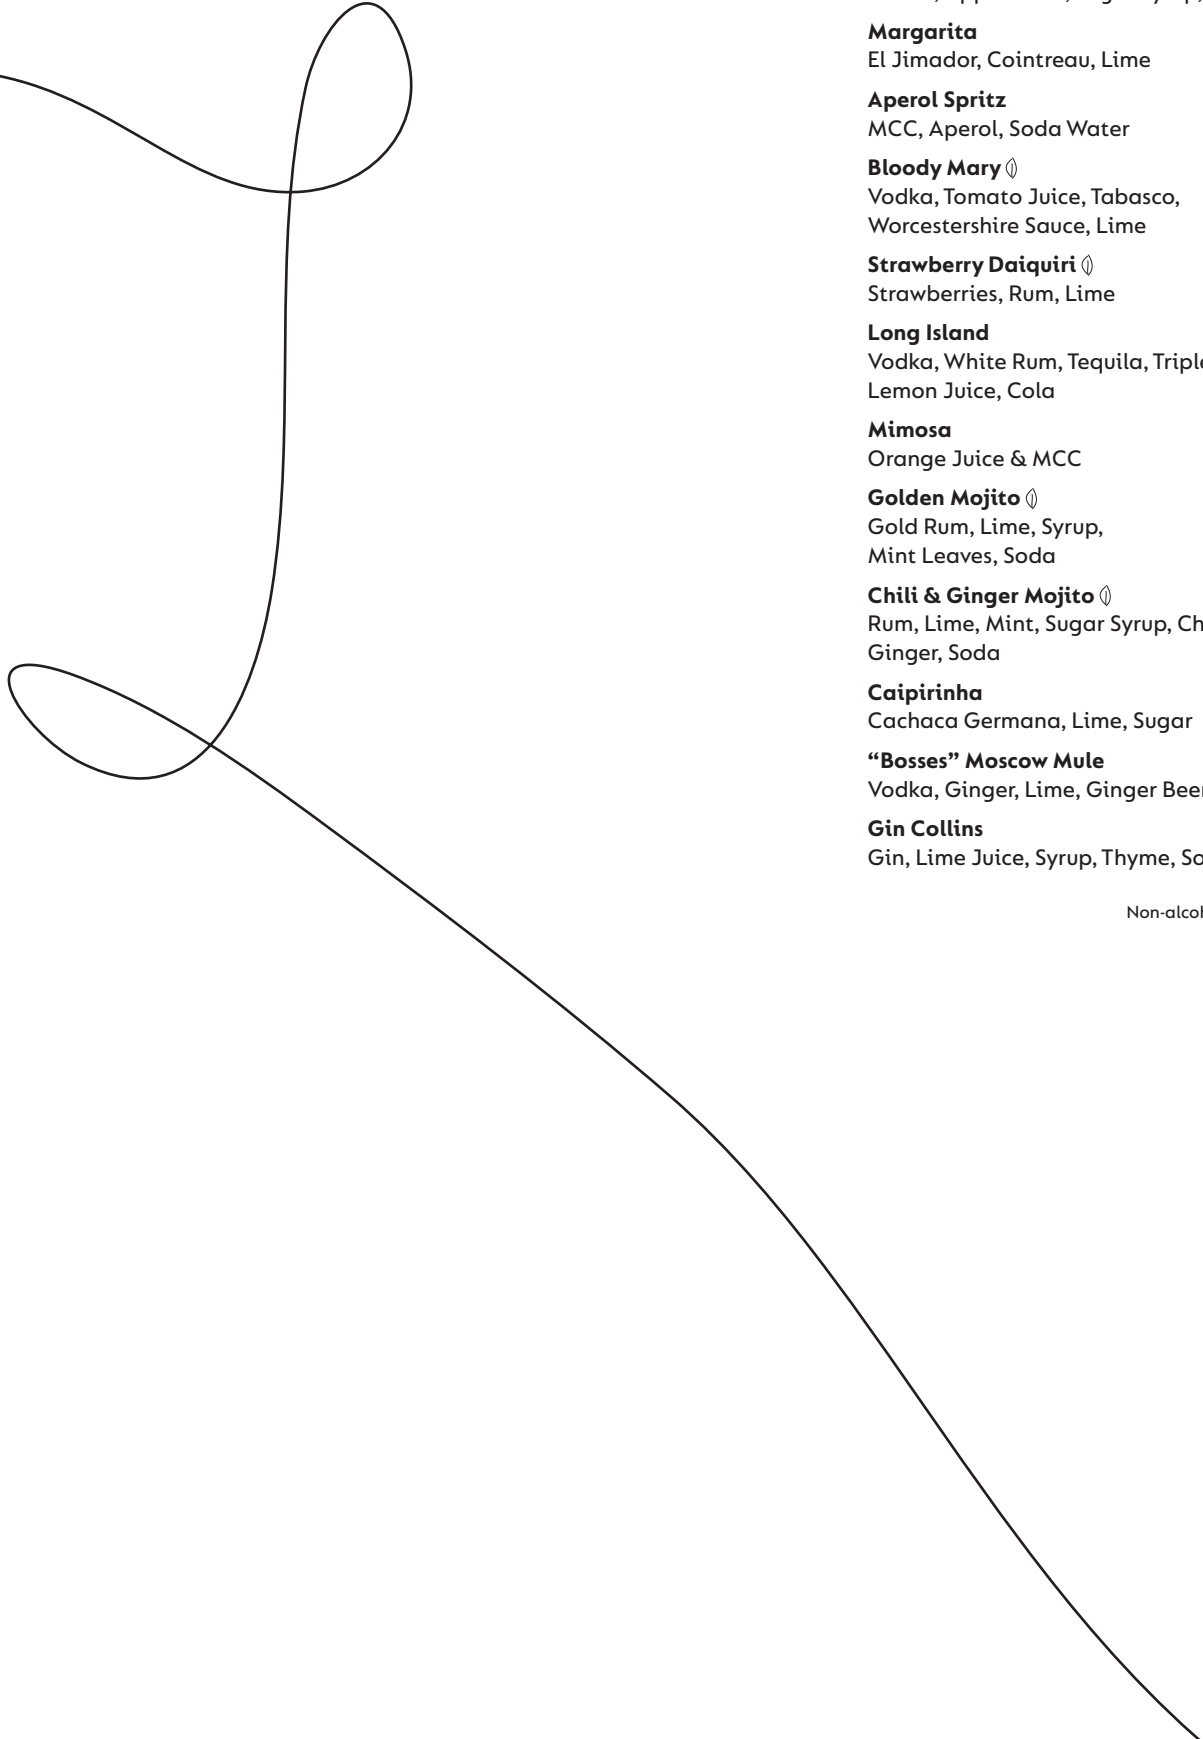 Margarita
El Jimador, Cointreau, Lime
Aperol Spritz
MCC, Aperol, Soda Water
Bloody Mary
Vodka, Tomato Juice, Tabasco,
Worcestershire Sauce, Lime
Strawberry Daiquiri
Strawberries, Rum, Lime
Long Island
Vodka, White Rum, Tequila,
Lemon Juice, Cola
Mimosa
Orange Juice & MCC
Golden Mojito
Gold Rum, Lime, Syrup,
Mint Leaves, Soda
Chili & Ginger Mojito
Rum, Lime, Mint, Sugar Syrup,
Ginger, Soda
Caipirinha
Cachaca Germana, Lime, Sugar
“Bosses” Moscow Mule
Vodka, Ginger, Lime, Ginger
Gin Collins
Gin, Lime Juice, Syrup, Thyme,